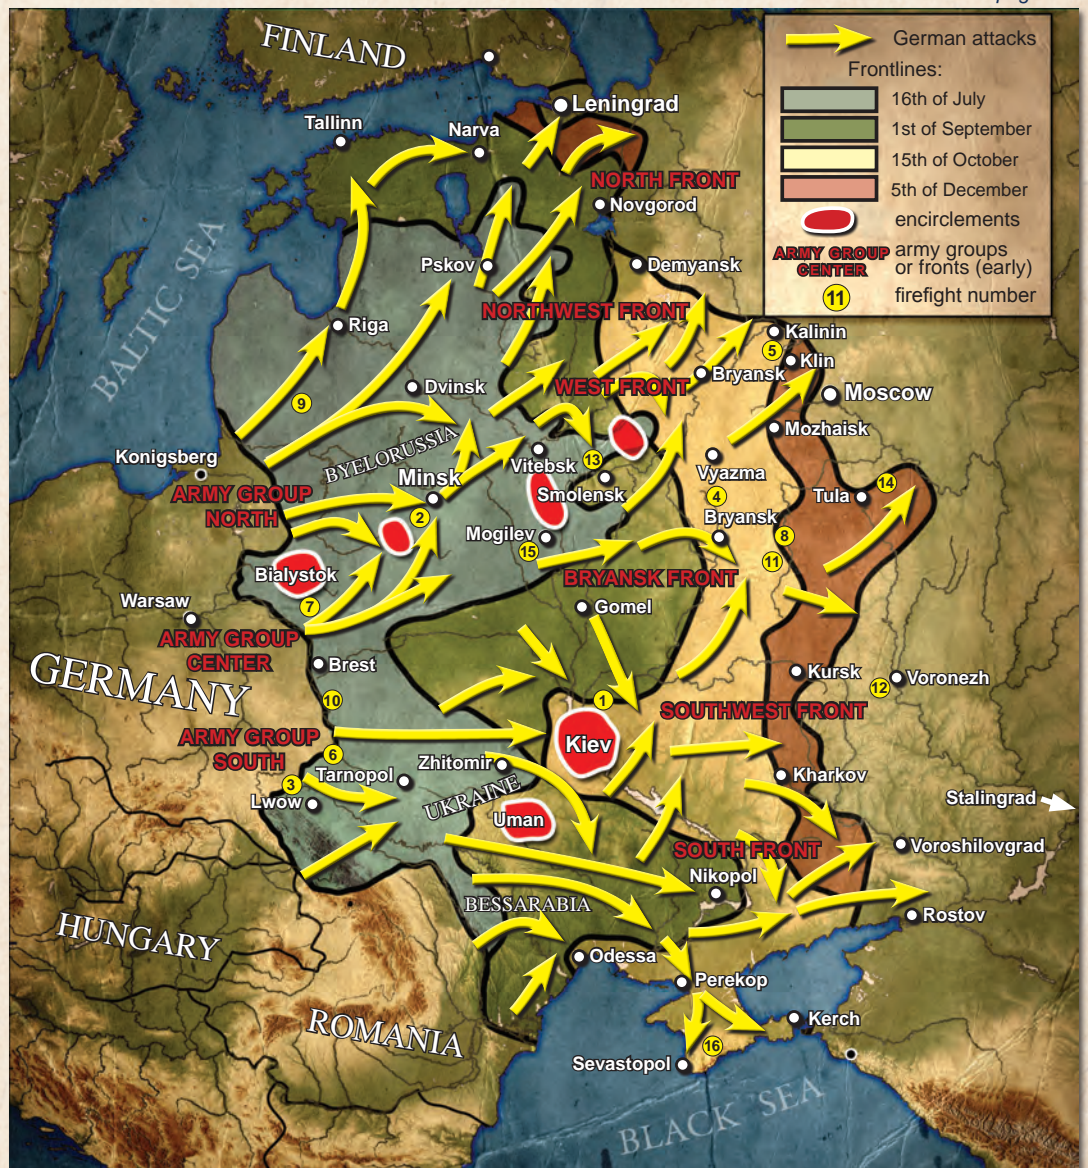 FINLAND
German attacks
Frontlines:
16th of July
1st of September
15th of October
5th of December
encirclements
ARMY GROUP
CENTER
army groups
or fronts (early)
11
firefight number
Leningrad
Tallinn
Narva
NORTH FRONT
Novgorod
BALTIC SEA
Pskov
Demyansk
NORTHWEST FRONT
Riga
Kalinin
5
Klin
Bryansk
WEST FRONT
Dvinsk
Moscow
9
Mozhaisk
BYELORUSSIA
Konigsberg
Minsk
Vitebsk
13
Vyazma
ARMY GROUP
NORTH
2
Smolensk
4
Tula
14
Mogilev
15
Bryansk
8
11
Bialystok
7
BRYANSK FRONT
Warsaw
Gomel
ARMY GROUP
CENTER
GERMANY
Brest
Kursk
12
Voronezh
10
1
SOUTHWEST FRONT
ARMY GROUP
SOUTH
6
Kiev
3
Tarnopol
Zhitomir
Kharkov
Lwow
UKRAINE
Stalingrad
Uman
SOUTH FRONT
Voroshilovgrad
Nikopol
BESSARABIA
Rostov
HUNGARY
Odessa
Perekop
ROMANIA
Kerch
16
Sevastopol
BLACK SEA